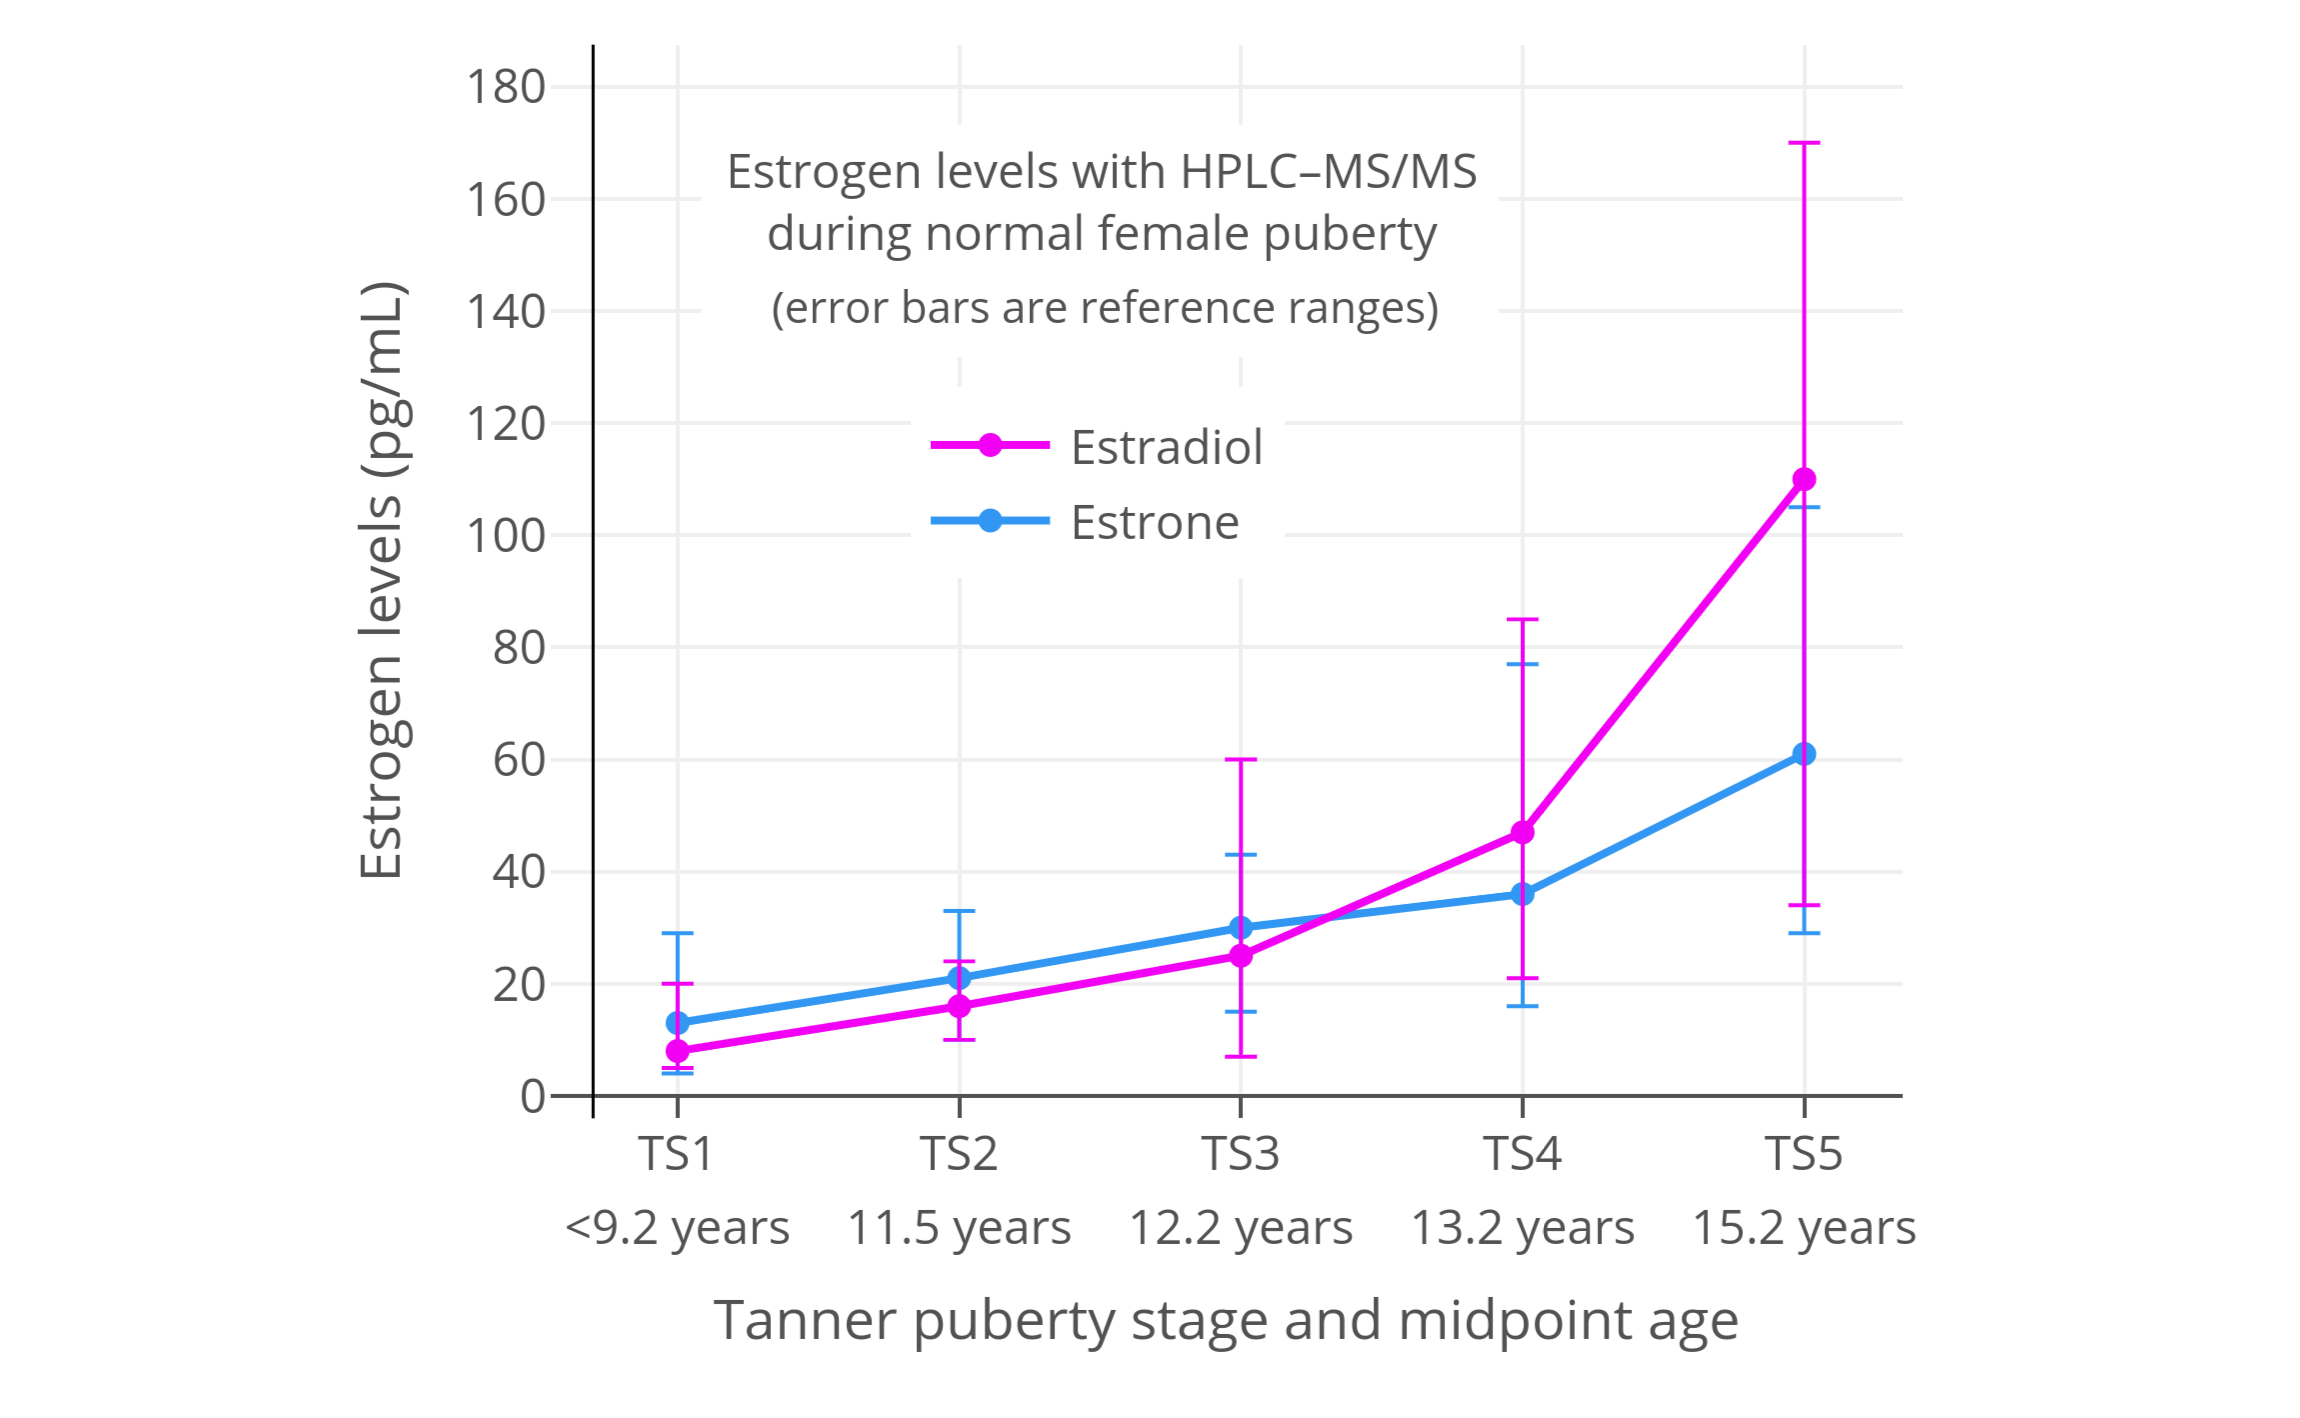 Estrogen levels with HPLC–MS/MS
during normal female puberty
(error bars are reference ranges)
Estradiol
Estrone
Estrogen levels (pg/mL)
180
160
140
120
100
80
60
40
20
0
TS1 TS2 TS3 TS4 TS5
<9.2 years 11.5 years 12.2 years 13.2 years 15.2 years
Tanner puberty stage and midpoint age